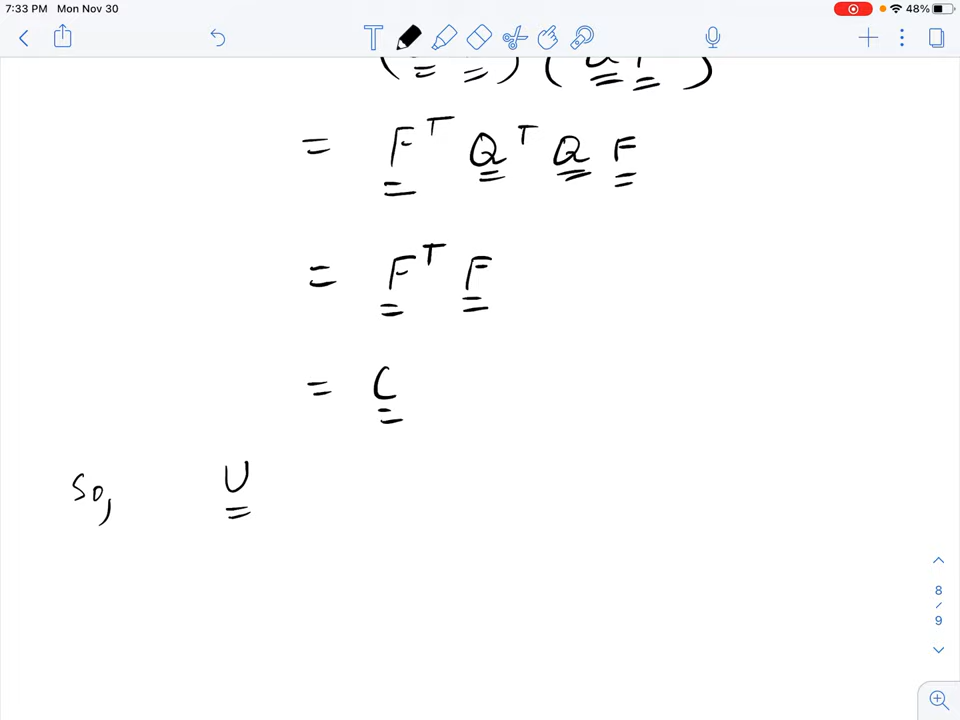 7:33 PM Mon Nov 30 48%
= F^T Q^T Q F
= F^T F
= C
So, U
8
/
9